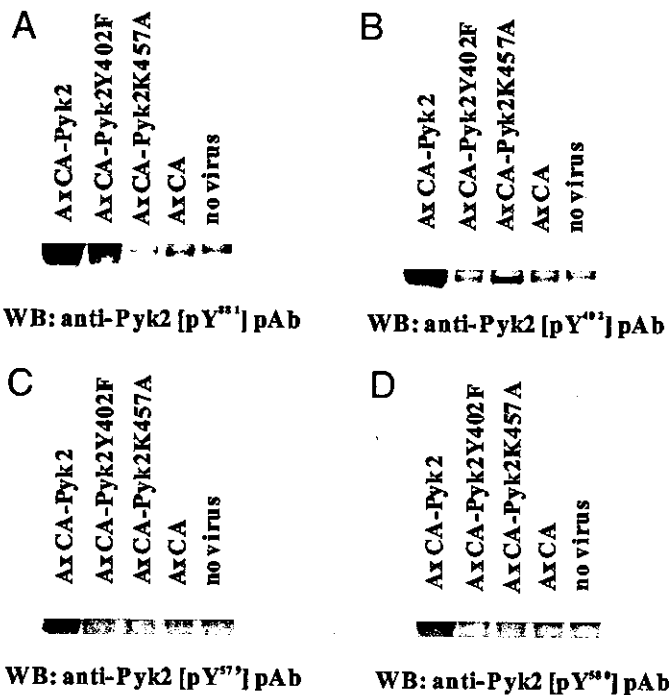 A
AxCA-Pyk2
AxCA-Pyk2Y402F
AxCA-Pyk2K457A
AxCA
no virus
WB: anti-Pyk2 [pY⁸⁸¹] pAb
B
AxCA-Pyk2
AxCA-Pyk2Y402F
AxCA-Pyk2K457A
AxCA
no virus
WB: anti-Pyk2 [pY⁴⁰²] pAb
C
AxCA-Pyk2
AxCA-Pyk2Y402F
AxCA-Pyk2K457A
AxCA
no virus
WB: anti-Pyk2 [pY⁵⁷⁹] pAb
D
AxCA-Pyk2
AxCA-Pyk2Y402F
AxCA-Pyk2K457A
AxCA
no virus
WB: anti-Pyk2 [pY⁵⁸⁰] pAb